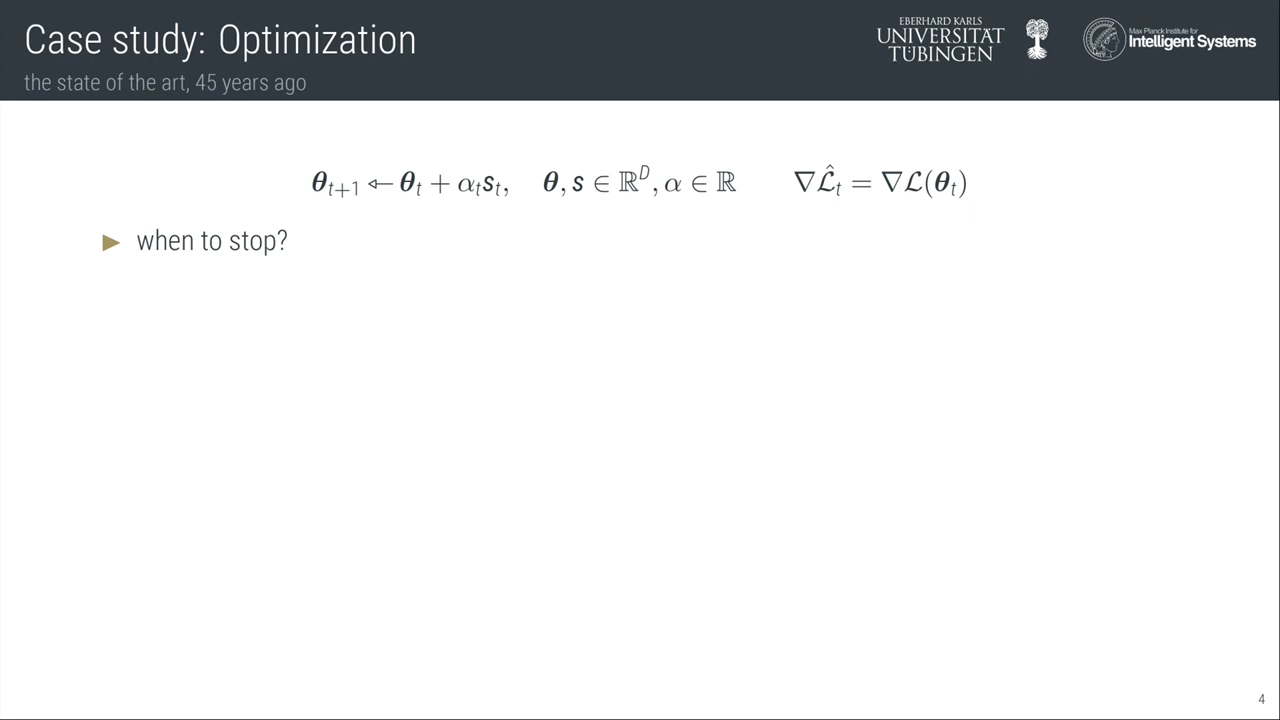 Case study: Optimization
the state of the art, 45 years ago
EBERHARD KARLS
UNIVERSITÄT
TÜBINGEN
Max Planck Institute for
Intelligent Systems
θ_{t+1} ← θ_t + α_t s_t, θ, s ∈ ℝ^D, α ∈ ℝ ∇ℒ̂_t = ∇ℒ(θ_t)
▶ when to stop?
4